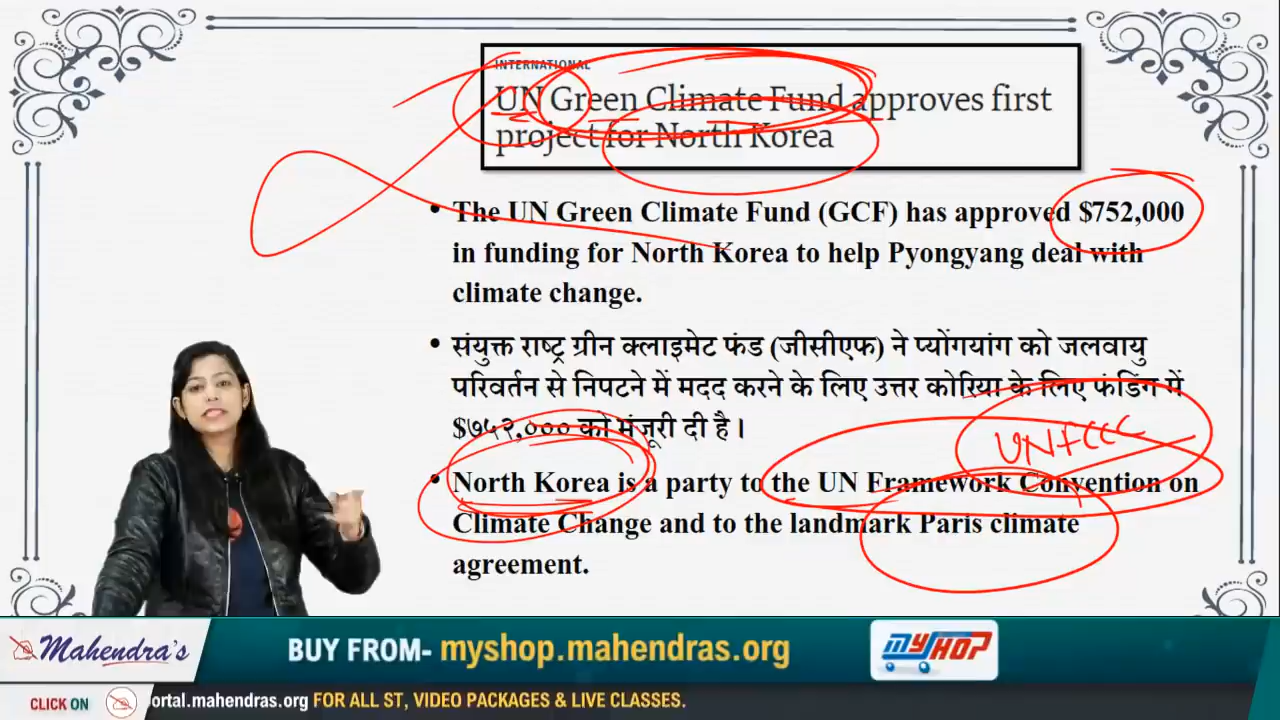 INTERNATIONAL
UN Green Climate Fund approves first
project for North Korea
• The UN Green Climate Fund (GCF) has approved $752,000
in funding for North Korea to help Pyongyang deal with
climate change.
• संयुक्त राष्ट्र ग्रीन क्लाइमेट फंड (जीसीएफ) ने प्योंगयांग को जलवायु
परिवर्तन से निपटने में मदद करने के लिए उत्तर कोरिया के लिए फंडिंग में
$७५२,००० को मंजूरी दी है।
UNFCCC
• North Korea is a party to the UN Framework Convention on
Climate Change and to the landmark Paris climate
agreement.
Mahendra's
BUY FROM- myshop.mahendras.org
MYSHOP
CLICK ON
portal.mahendras.org FOR ALL ST, VIDEO PACKAGES & LIVE CLASSES.